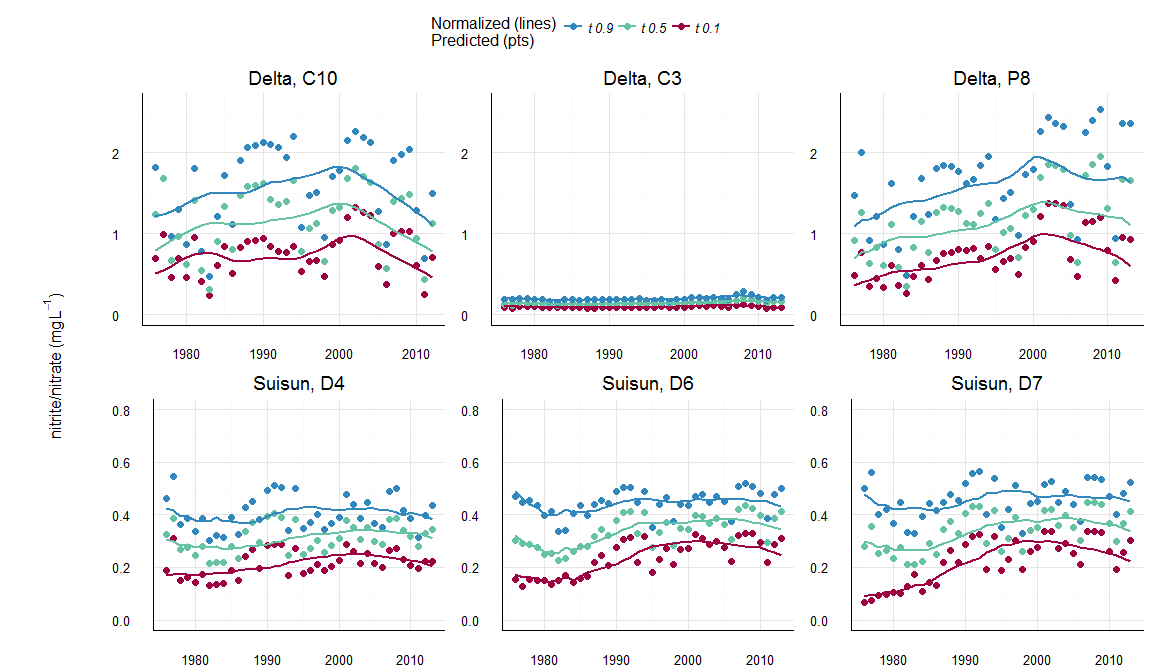 Normalized (lines)
Predicted (pts)
t 0.9 t 0.5 t 0.1
Delta, C10 Delta, C3 Delta, P8
2 2 2
1 1 1
0 0 0
1980 1990 2000 2010 1980 1990 2000 2010 1980 1990 2000 2010
nitrite/nitrate (mgL⁻¹)
Suisun, D4 Suisun, D6 Suisun, D7
0.8 0.8 0.8
0.6 0.6 0.6
0.4 0.4 0.4
0.2 0.2 0.2
0.0 0.0 0.0
1980 1990 2000 2010 1980 1990 2000 2010 1980 1990 2000 2010